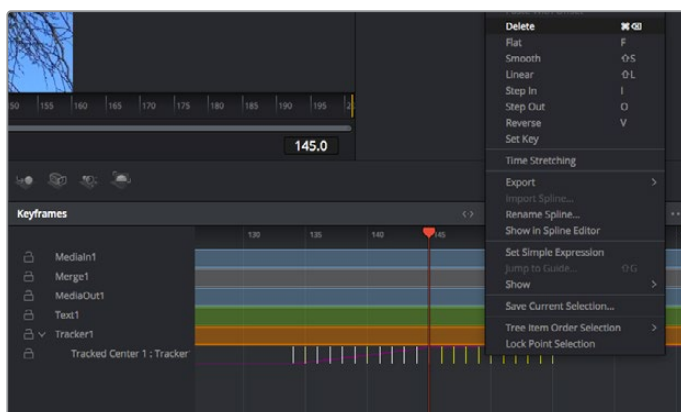 Delete ⌘⌫
Flat F
Smooth ⇧S
Linear ⇧L
Step In I
Step Out O
Reverse V
Set Key
Time Stretching
Export
Import Spline...
Rename Spline...
Show in Spline Editor
Set Simple Expression
Jump to Guide... ⇧G
Show
Save Current Selection...
Tree Item Order Selection
Lock Point Selection
50 155 160 165 170 175 180 185 190 195
145.0
Keyframes
130 135 140 145
MediaIn1
Merge1
MediaOut1
Text1
Tracker1
Tracked Center 1 : Tracker